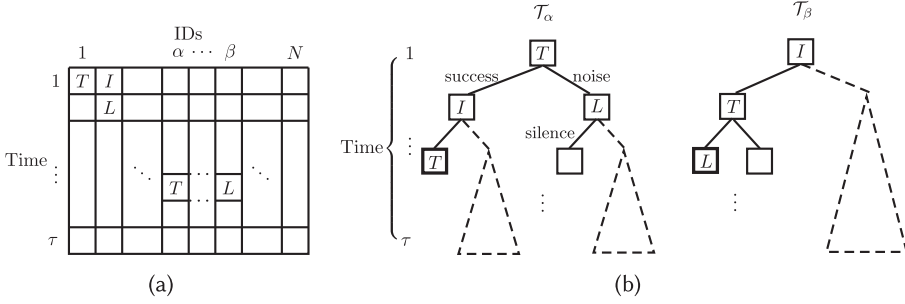 IDs
1 α ··· β N
1 T I
L
Time
⋮
⋱ T ··· L ⋱
τ
(a)
𝒯α 𝒯β
1 T I
success noise
I L T
Time ⋮ silence
T L
⋮ ⋮
τ
(b)